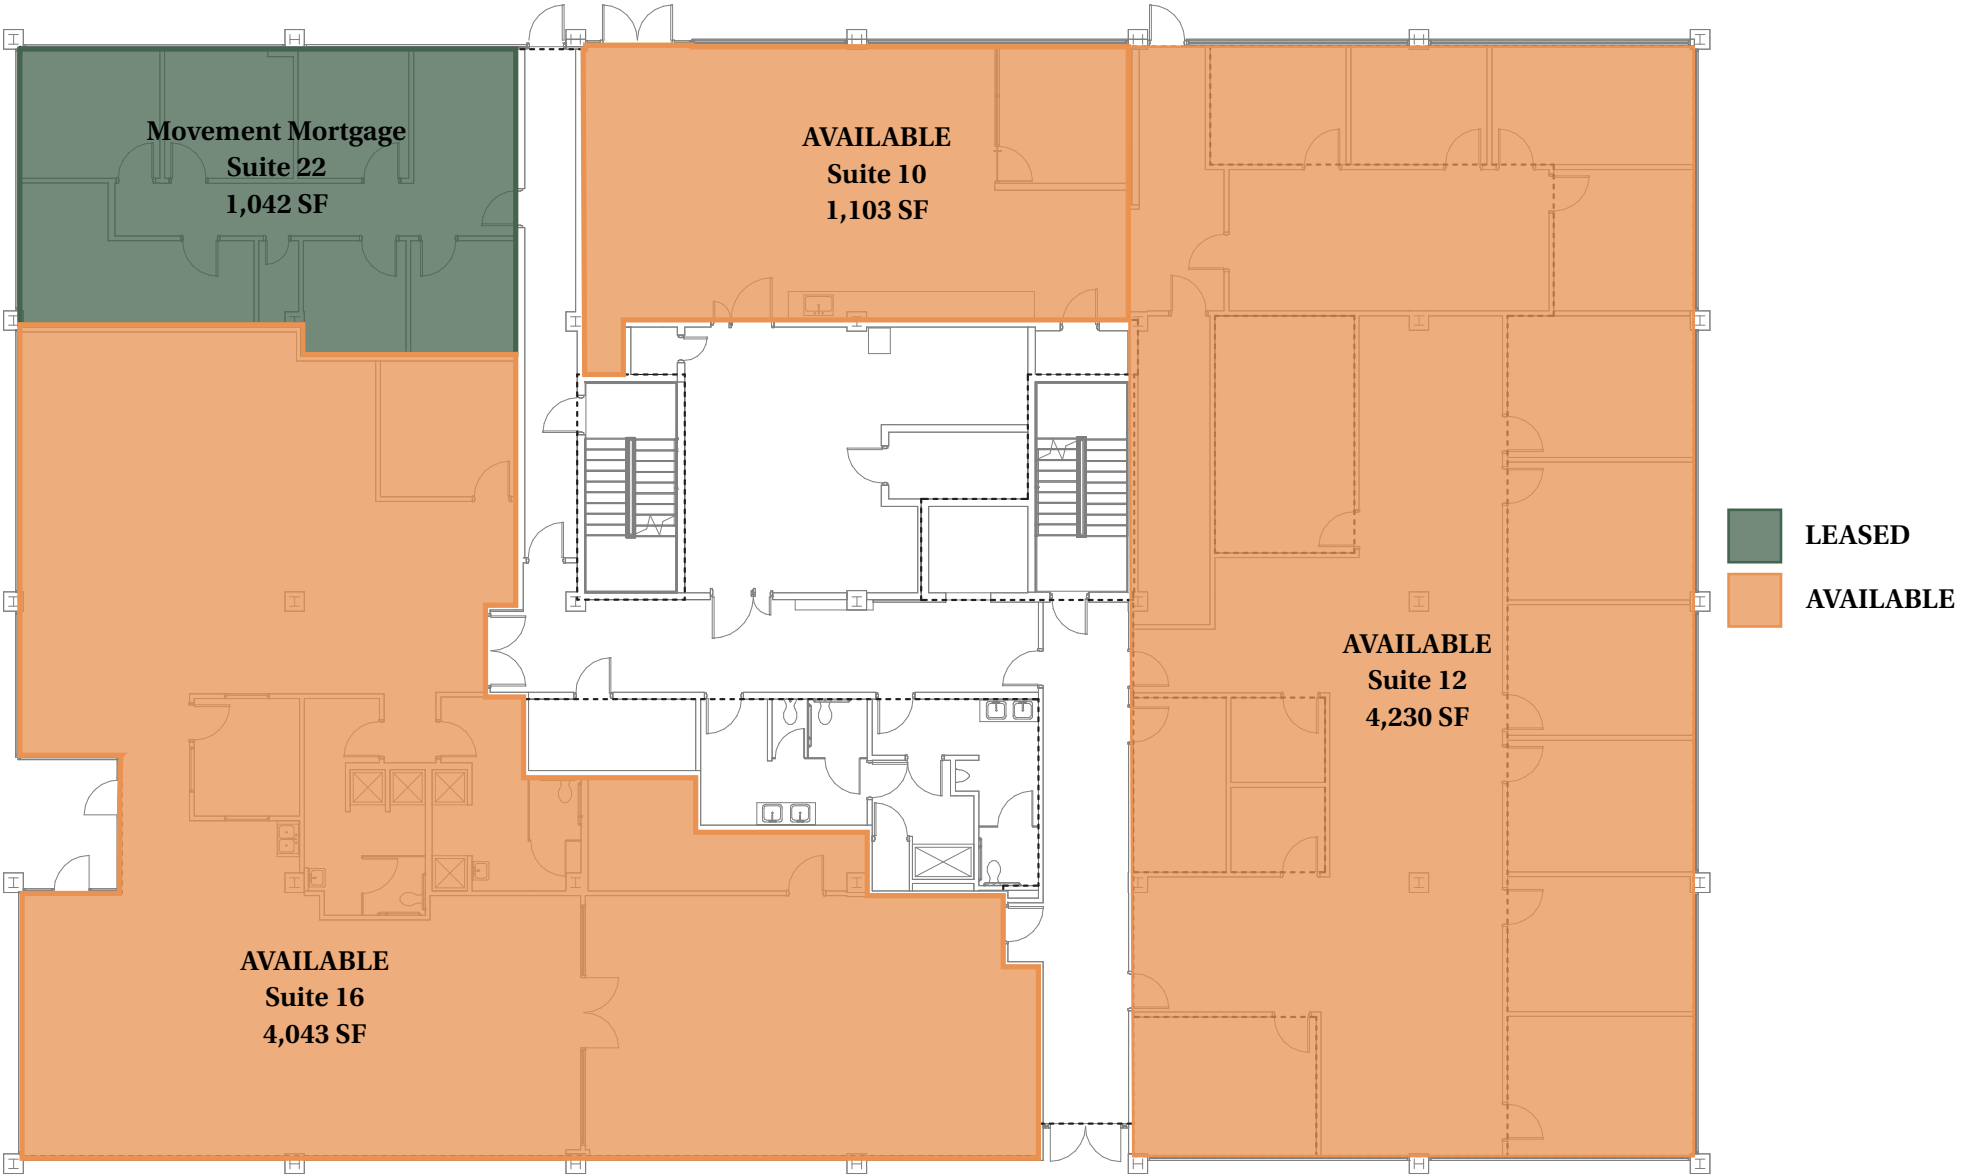 Movement Mortgage
Suite 22
1,042 SF
AVAILABLE
Suite 10
1,103 SF
LEASED
AVAILABLE
AVAILABLE
Suite 12
4,230 SF
AVAILABLE
Suite 16
4,043 SF